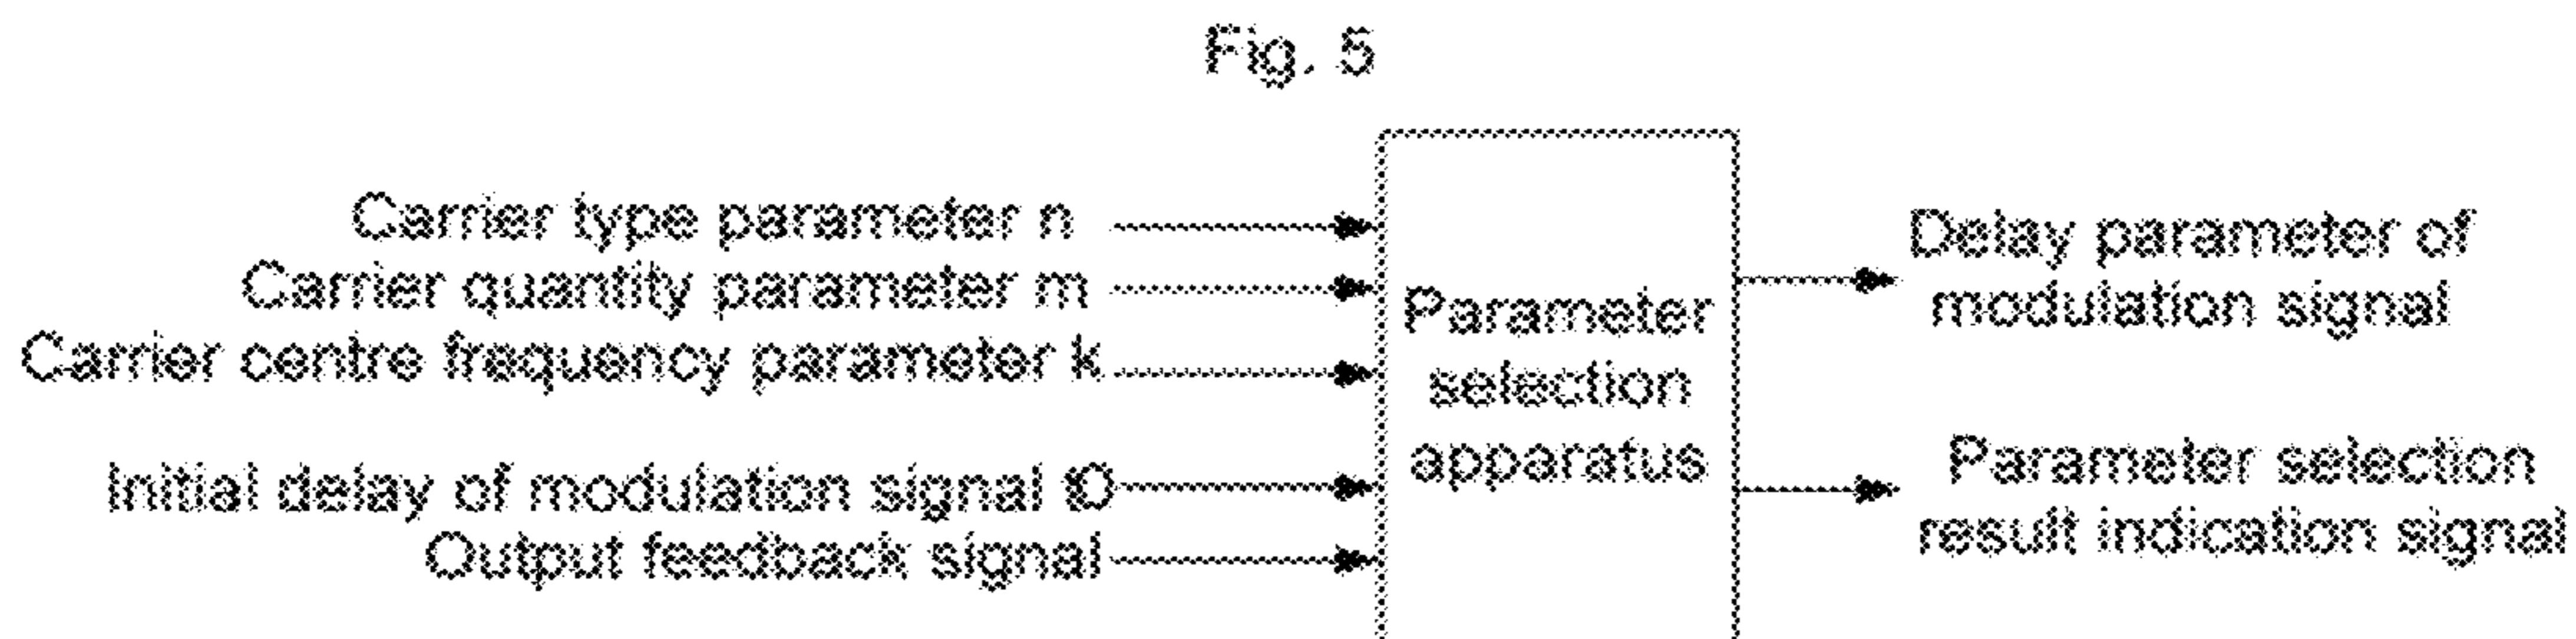 Fig. 5
Carrier type parameter n
Carrier quantity parameter m
Carrier centre frequency parameter k
Initial delay of modulation signal t0
Output feedback signal
Parameter
selection
apparatus
Delay parameter of
modulation signal
Parameter selection
result indication signal